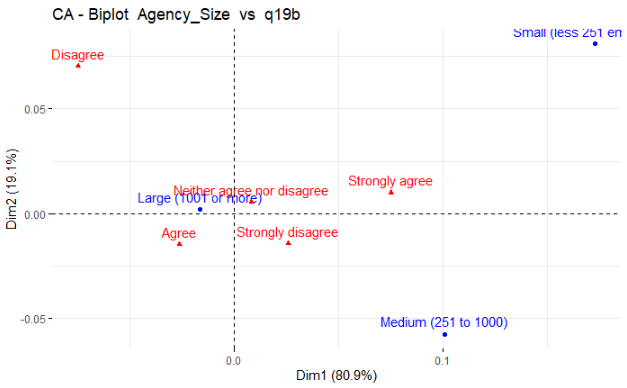 CA - Biplot Agency_Size vs q19b
Small (less 251 em
Disagree
0.05
Strongly agree
Neither agree nor disagree
Large (1001 or more)
0.00
Agree
Strongly disagree
-0.05
Medium (251 to 1000)
0.0
0.1
Dim1 (80.9%)
Dim2 (19.1%)